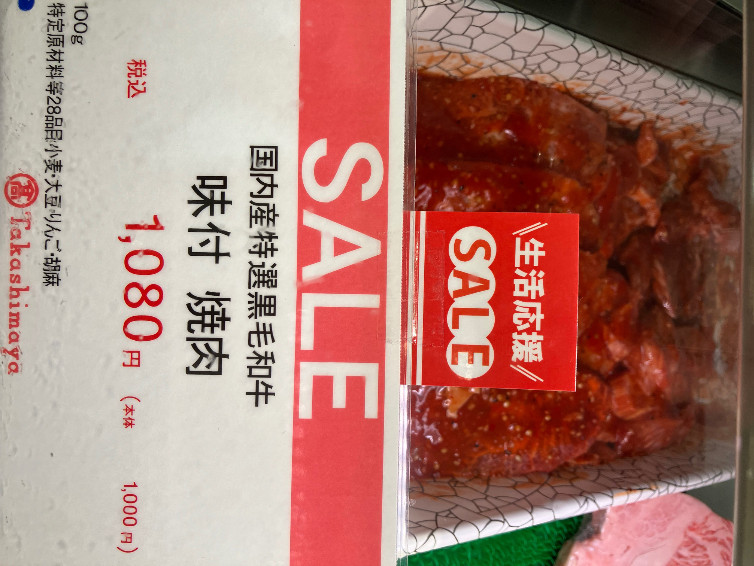 SALE
国内産特選黒毛和牛
味付 焼肉
税込 1,080円 (本体 1,000円)
100g
特定原材料等28品目 小麦・大豆・りんご・胡麻
髙 Takashimaya
生活応援
SALE